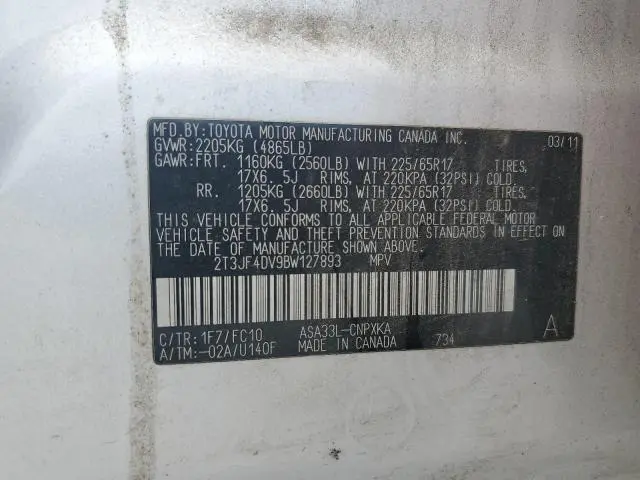 MFD. BY: TOYOTA MOTOR MANUFACTURING CANADA INC. 03/11
GVWR: 2205KG (4865LB)
GAWR: FRT. 1160KG (2560LB) WITH 225/65R17 TIRES,
17X6.5J RIMS, AT 220KPA (32PSI) COLD.
RR. 1205KG (2660LB) WITH 225/65R17 TIRES,
17X6.5J RIMS, AT 220KPA (32PSI) COLD.
THIS VEHICLE CONFORMS TO ALL APPLICABLE FEDERAL MOTOR
VEHICLE SAFETY AND THEFT PREVENTION STANDARDS IN EFFECT ON
THE DATE OF MANUFACTURE SHOWN ABOVE.
2T3JF4DV9BW127893 MPV
C/TR: 1F7/FC10 ASA33L-CNPXKA A
A/TM: -02A/U140F MADE IN CANADA 734